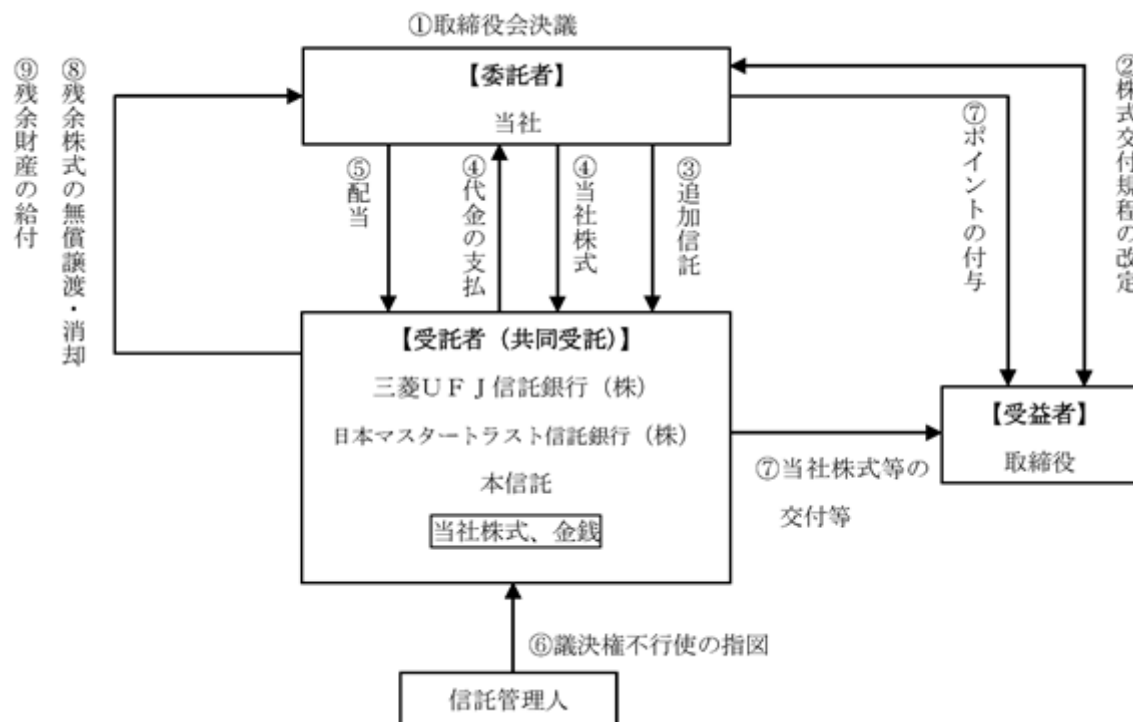 ①取締役会決議
【委託者】
当社
⑨残余財産の給付
⑧残余株式の無償譲渡・消却
⑤配当
④代金の支払
④当社株式
③追加信託
⑦ポイントの付与
②株式交付規程の改定
【受託者（共同受託）】
三菱ＵＦＪ信託銀行（株）
日本マスタートラスト信託銀行（株）
本信託
当社株式、金銭
【受益者】
取締役
⑦当社株式等の
交付等
⑥議決権不行使の指図
信託管理人